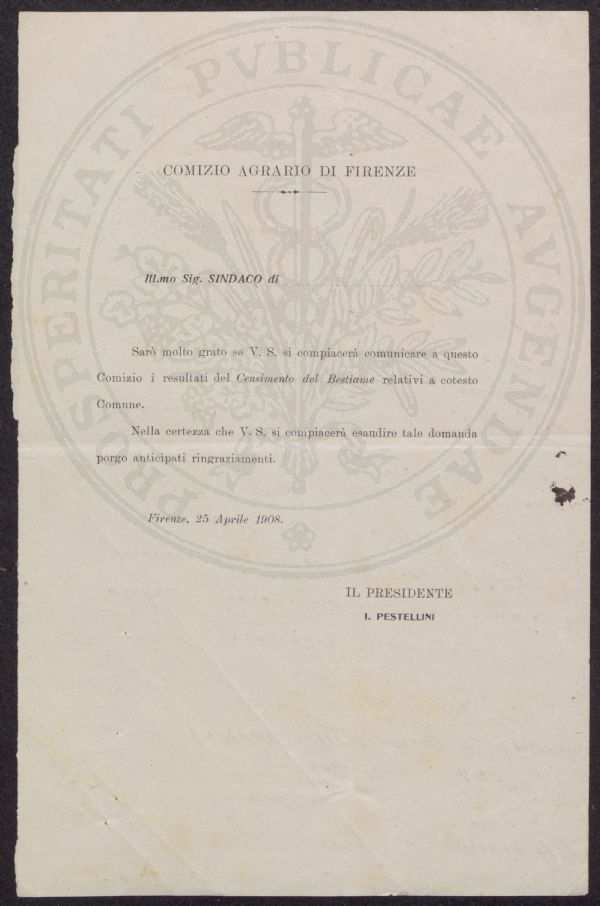 PROSPERITATI PVBLICAE AVGENDAE
COMIZIO AGRARIO DI FIRENZE
Ill.mo Sig. SINDACO di
Sarò molto grato se V. S. si compiacerà comunicare a questo
Comizio i resultati del Censimento del Bestiame relativi a cotesto
Comune.
Nella certezza che V. S. si compiacerà esaudire tale domanda
porgo anticipati ringraziamenti.
Firenze, 25 Aprile 1908.
IL PRESIDENTE
I. PESTELLINI